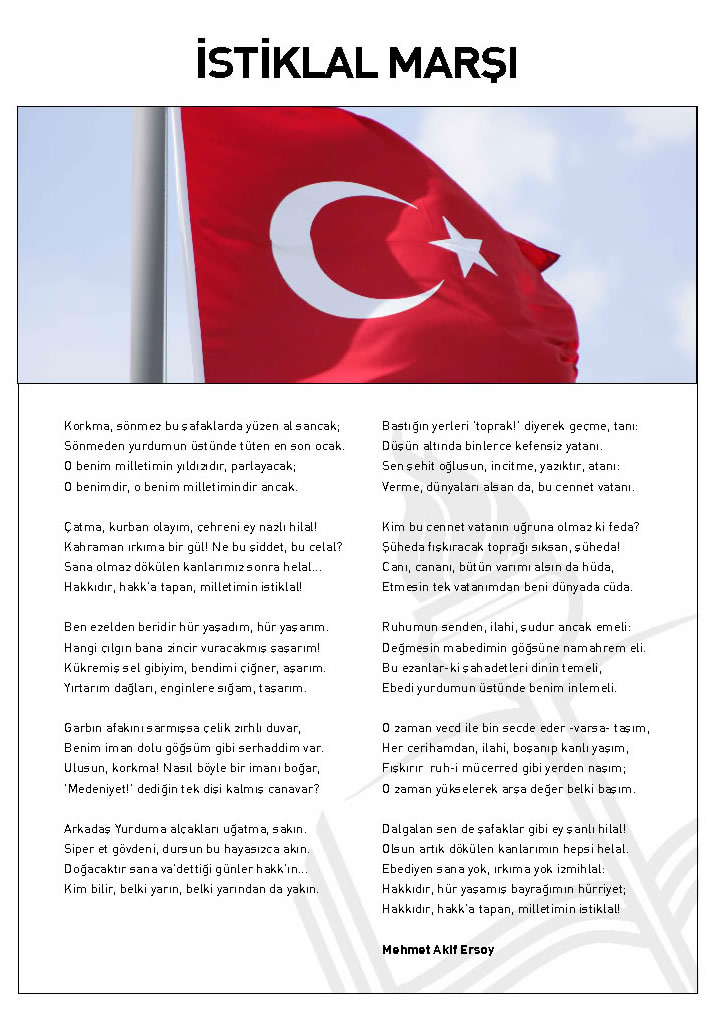 İSTİKLAL MARŞI
Korkma, sönmez bu şafaklarda yüzen al sancak;
Sönmeden yurdumun üstünde tüten en son ocak.
O benim milletimin yıldızıdır, parlayacak;
O benimdir, o benim milletimindir ancak.
Çatma, kurban olayım, çehreni ey nazlı hilal!
Kahraman ırkıma bir gül! Ne bu şiddet, bu celal?
Sana olmaz dökülen kanlarımız sonra helal...
Hakkıdır, hakk'a tapan, milletimin istiklal!
Ben ezelden beridir hür yaşadım, hür yaşarım.
Hangi çılgın bana zincir vuracakmış şaşarım!
Kükremiş sel gibiyim, bendimi çiğner, aşarım.
Yırtarım dağları, enginlere sığam, taşarım.
Garbın afakını sarmışsa çelik zırhlı duvar,
Benim iman dolu göğsüm gibi serhaddim var.
Ulusun, korkma! Nasıl böyle bir imanı boğar,
'Medeniyet!' dediğin tek dişi kalmış canavar?
Arkadaş Yurduma alçakları uğatma, sakın.
Siper et gövdeni, dursun bu hayasızca akın.
Doğacaktır sana va'dettiği günler hakk'ın...
Kim bilir, belki yarın, belki yarından da yakın.
Bastığın yerleri 'toprak!' diyerek geçme, tanı:
Düşün altında binlerce kefensiz yatanı.
Sen şehit oğlusun, incitme, yazıktır, atanı:
Verme, dünyaları alsan da, bu cennet vatanı.
Kim bu cennet vatanın uğruna olmaz ki feda?
Şüheda fışkıracak toprağı sıksan, şüheda!
Canı, cananı, bütün varımı alsın da hüda,
Etmesin tek vatanımdan beni dünyada cüda.
Ruhumun senden, ilahi, şudur ancak emeli:
Değmesin mabedimin göğsüne namahrem eli.
Bu ezanlar-ki şahadetleri dinin temeli,
Ebedi yurdumun üstünde benim inlemeli.
O zaman vecd ile bin secde eder -varsa- taşım,
Her cerihamdan, ilahi, boşanıp kanlı yaşım,
Fışkırır ruh-i mücerred gibi yerden naşım;
O zaman yükselerek arşa değer belki başım.
Dalgalan sen de şafaklar gibi ey şanlı hilal!
Olsun artık dökülen kanlarımın hepsi helal.
Ebediyen sana yok, ırkıma yok izmihlal:
Hakkıdır, hür yaşamış bayrağımın hürriyet;
Hakkıdır, hakk'a tapan, milletimin istiklal!
Mehmet Akif Ersoy